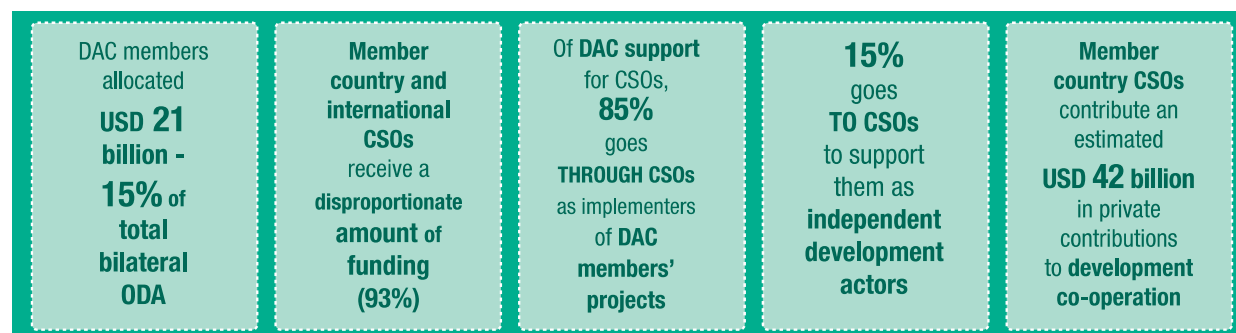 DAC members
allocated
USD 21
billion -
15% of
total
bilateral
ODA
Member
country and
international
CSOs
receive a
disproportionate
amount of
funding
(93%)
Of DAC support
for CSOs,
85%
goes
THROUGH CSOs
as implementers
of DAC
members’
projects
15%
goes
TO CSOs
to support
them as
independent
development
actors
Member
country CSOs
contribute an
estimated
USD 42 billion
in private
contributions
to development
co-operation